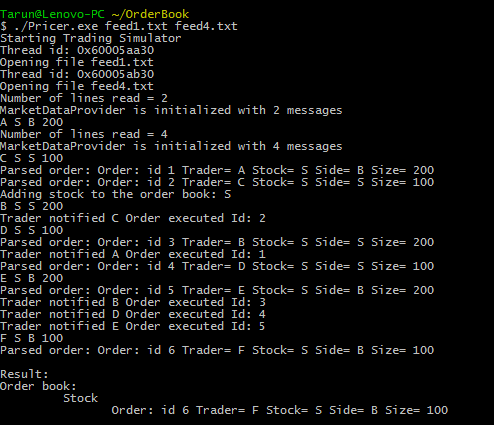 Tarun@Lenovo-PC ~/OrderBook
$ ./Pricer.exe feed1.txt feed4.txt
Starting Trading Simulator
Thread id: 0x60005aa30
Opening file feed1.txt
Thread id: 0x60005ab30
Opening file feed4.txt
Number of lines read = 2
MarketDataProvider is initialized with 2 messages
A S B 200
Number of lines read = 4
MarketDataProvider is initialized with 4 messages
C S S 100
Parsed order: Order: id 1 Trader= A Stock= S Side= B Size= 200
Parsed order: Order: id 2 Trader= C Stock= S Side= S Size= 100
Adding stock to the order book: S
B S S 200
Trader notified C Order executed Id: 2
D S S 100
Parsed order: Order: id 3 Trader= B Stock= S Side= S Size= 200
Trader notified A Order executed Id: 1
Parsed order: Order: id 4 Trader= D Stock= S Side= S Size= 100
E S B 200
Parsed order: Order: id 5 Trader= E Stock= S Side= B Size= 200
Trader notified B Order executed Id: 3
Trader notified D Order executed Id: 4
Trader notified E Order executed Id: 5
F S B 100
Parsed order: Order: id 6 Trader= F Stock= S Side= B Size= 100
Result:
Order book:
Stock
Order: id 6 Trader= F Stock= S Side= B Size= 100